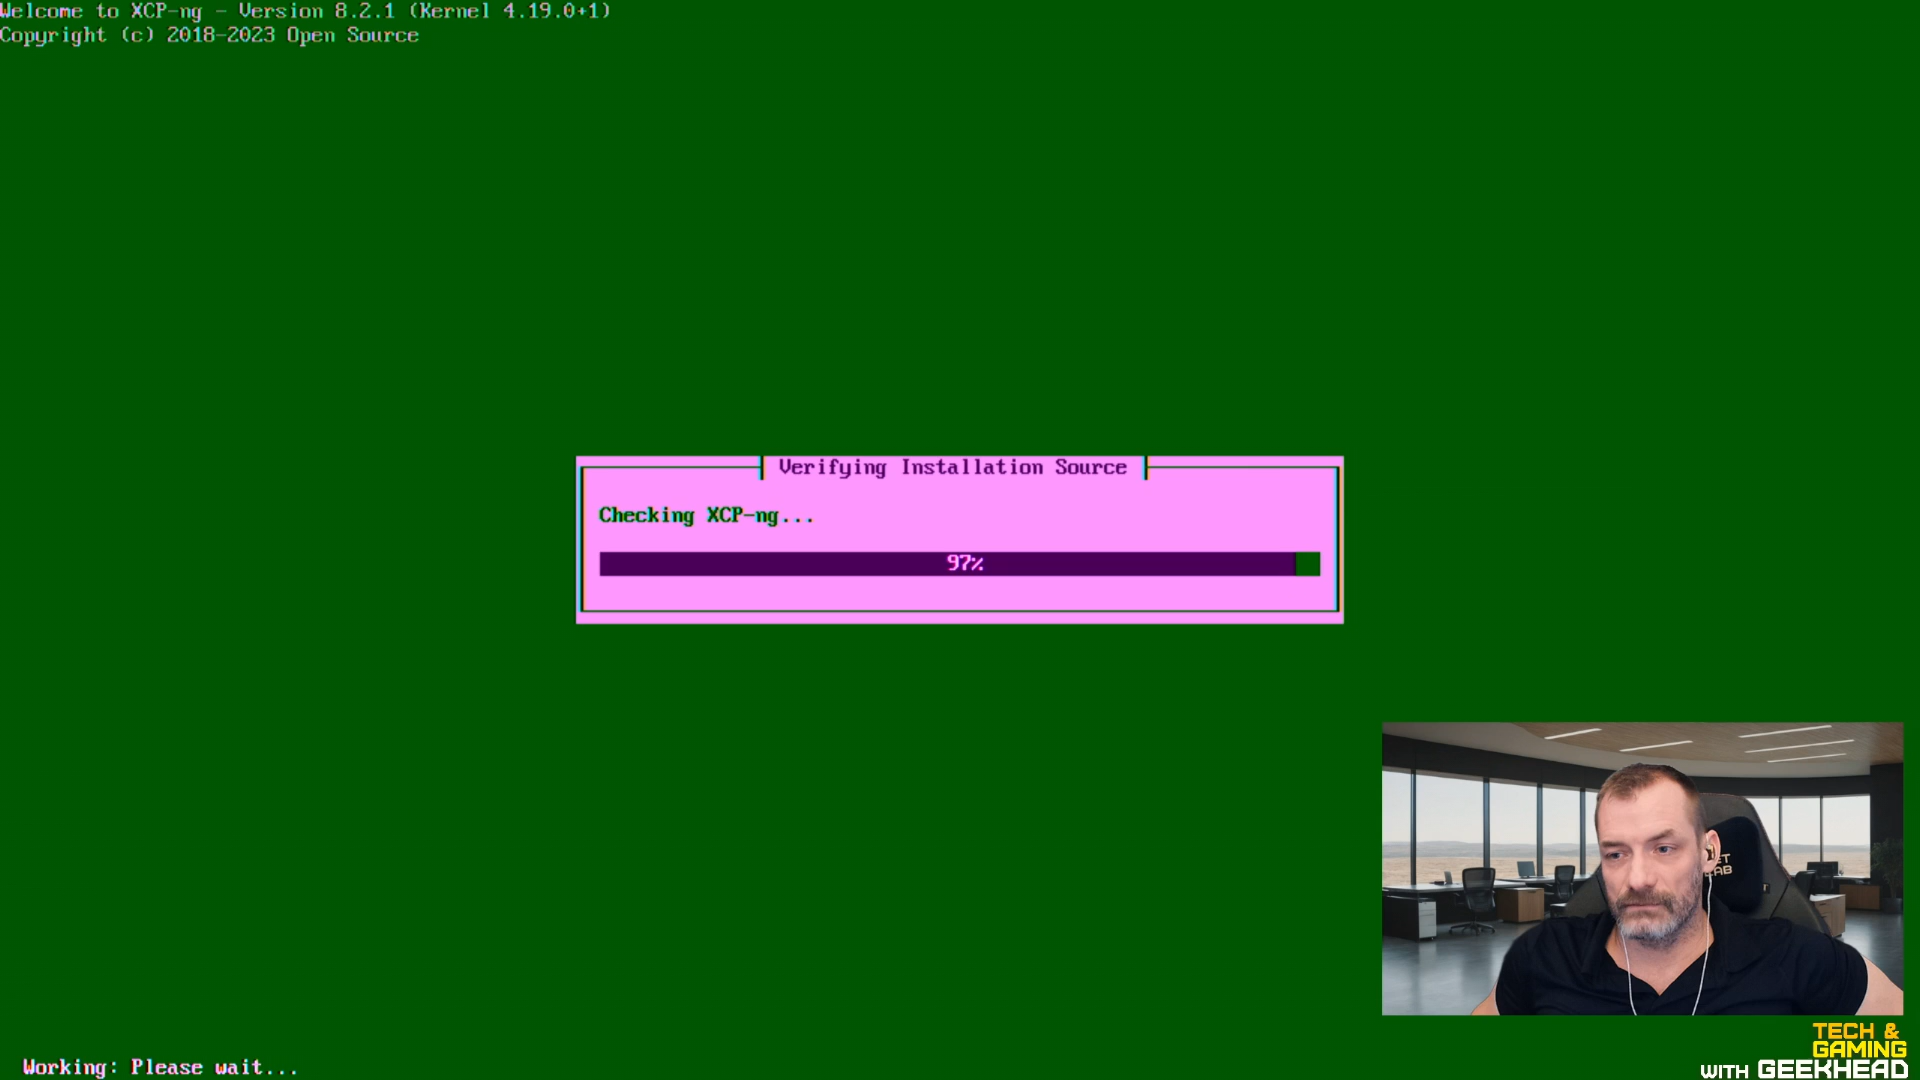 Welcome to XCP-ng - Version 8.2.1 (Kernel 4.19.0+1)
Copyright (c) 2018-2023 Open Source
Verifying Installation Source
Checking XCP-ng...
97%
Working: Please wait...
TECH &
GAMING
WITH GEEKHEAD